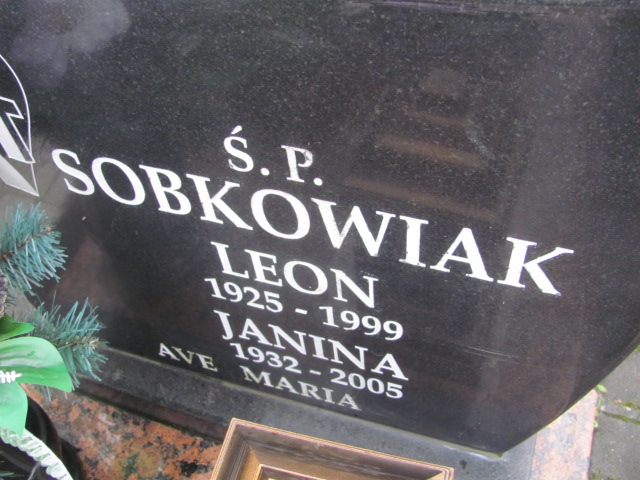 Ś. P.
SOBKOWIAK
LEON
1925 - 1999
JANINA
1932 - 2005
AVE MARIA